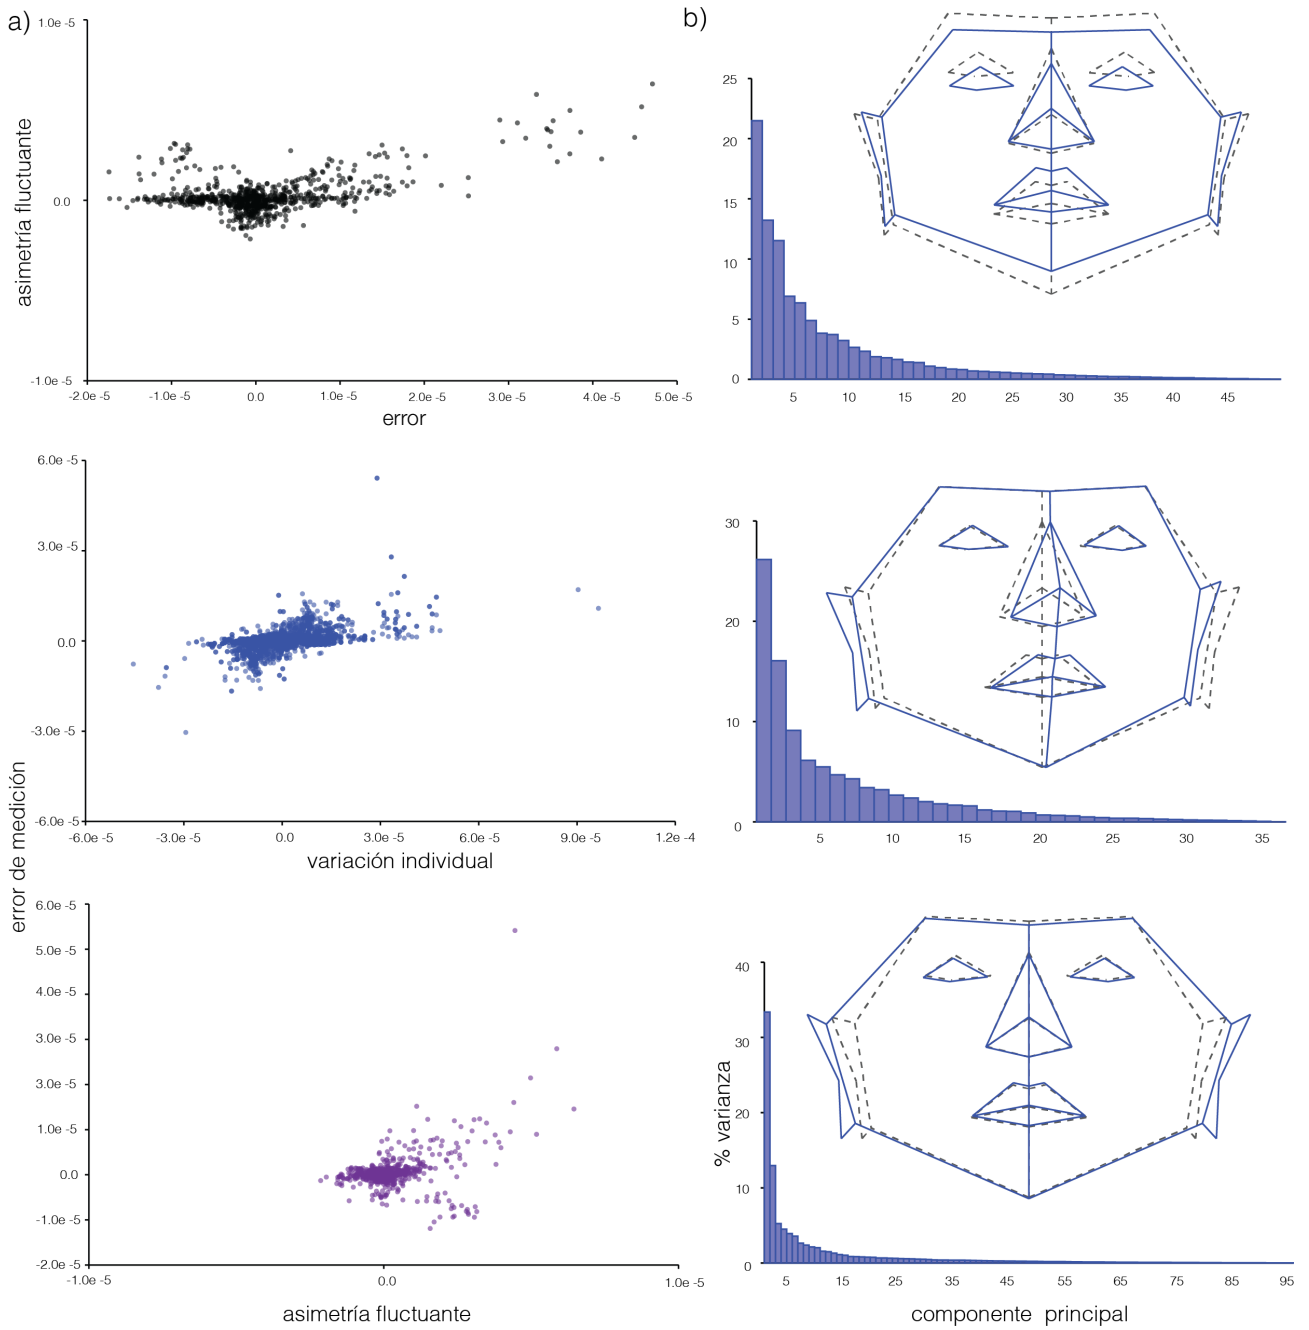 a)
1.0e -5
0.0
-1.0e -5
asimetría fluctuante
-2.0e -5 -1.0e -5 0.0 1.0e -5 2.0e -5 3.0e -5 4.0e -5 5.0e -5
error
b)
25
20
15
10
5
0
5 10 15 20 25 30 35 40 45
6.0e -5
3.0e -5
0.0
-3.0e -5
-6.0e -5
-6.0e -5 -3.0e -5 0.0 3.0e -5 6.0e -5 9.0e -5 1.2e -4
variación individual
error de medición
30
20
10
0
5 10 15 20 25 30 35
6.0e -5
5.0e -5
4.0e -5
3.0e -5
3.0e -5
1.0e -5
0.0
-1.0e -5
-2.0e -5
-1.0e -5 0.0 1.0e -5
asimetría fluctuante
40
30
20
10
0
% varianza
5 15 25 35 45 55 65 75 85 95
componente principal